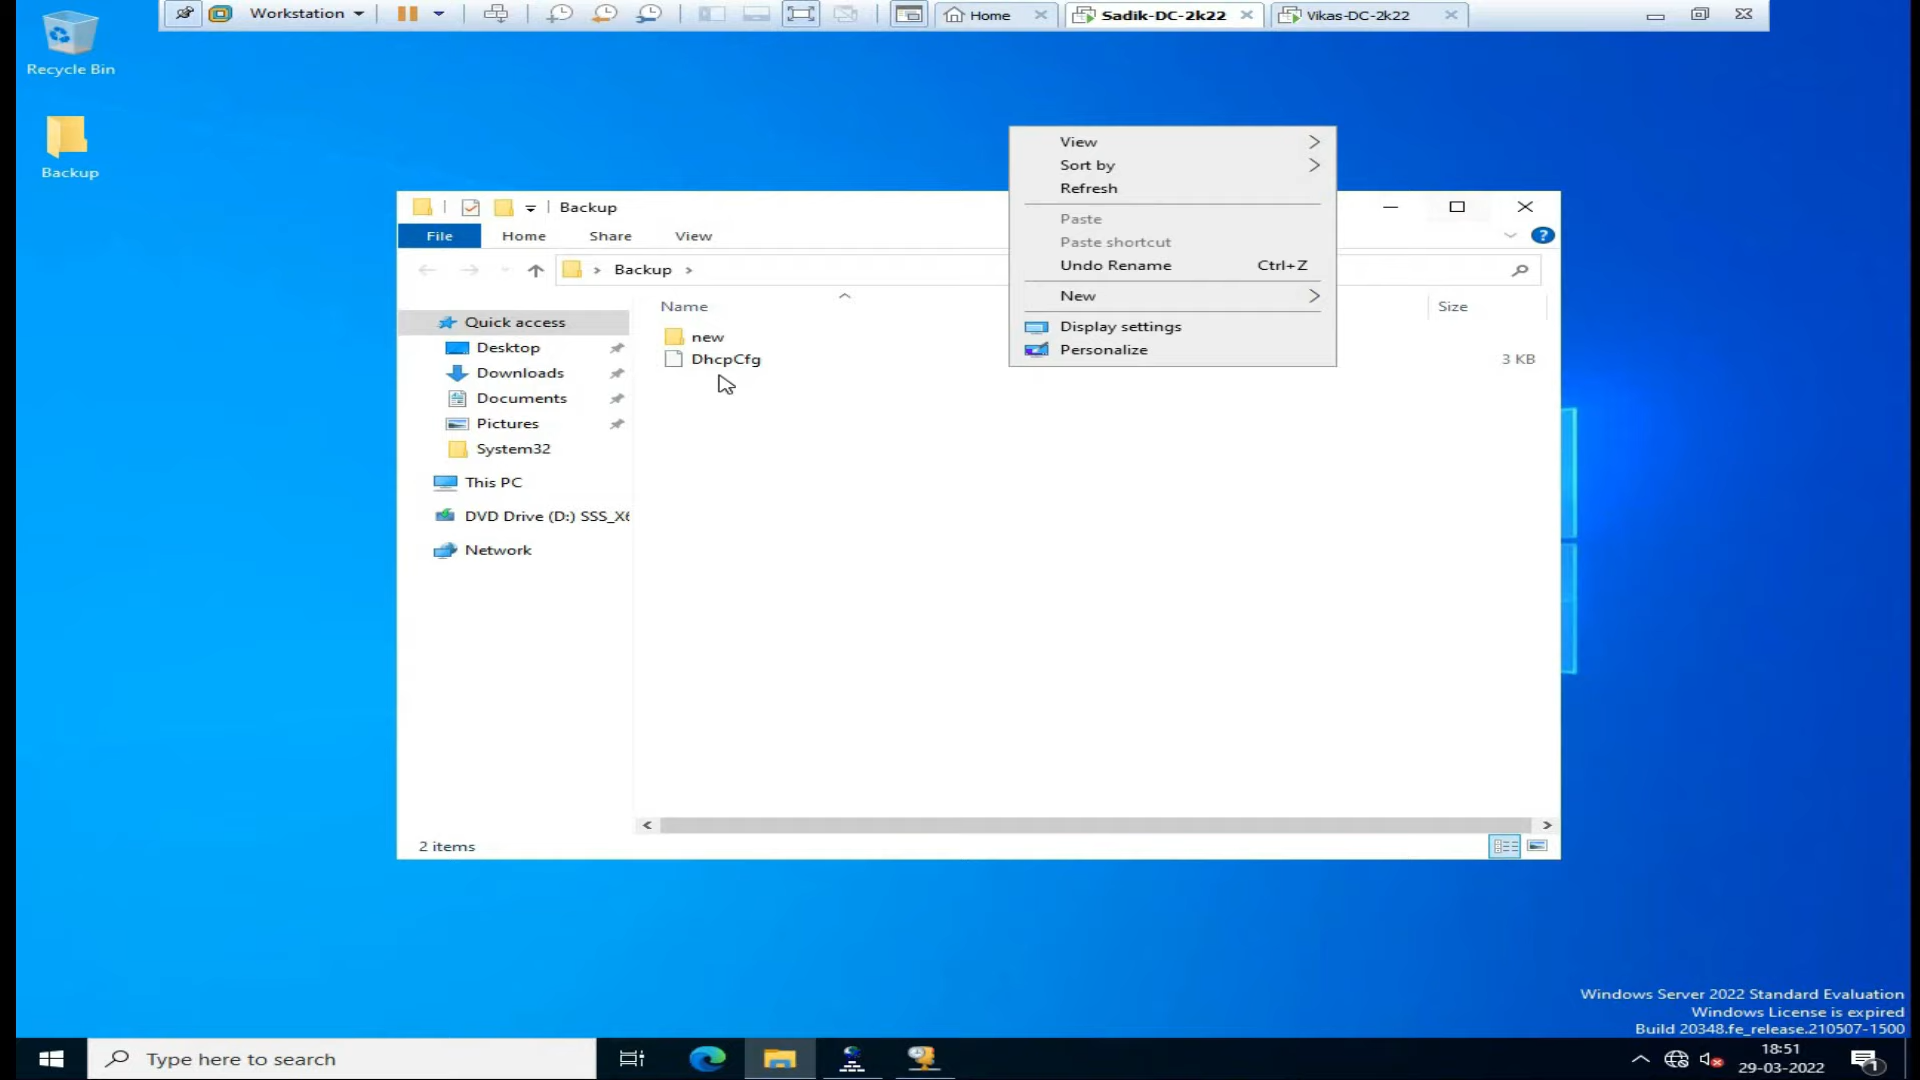 Workstation
Home
Sadik-DC-2k22
Vikas-DC-2k22
Recycle Bin
Backup
View
Sort by
Refresh
Paste
Paste shortcut
Undo Rename Ctrl+Z
New
Display settings
Personalize
Backup
File Home Share View
Backup
Name
Size
Quick access
Desktop
Downloads
Documents
Pictures
System32
This PC
DVD Drive (D:) SSS_X6
Network
new
DhcpCfg
3 KB
2 items
Windows Server 2022 Standard Evaluation
Windows License is expired
Build 20348.fe_release.210507-1500
Type here to search
18:51
29-03-2022
1